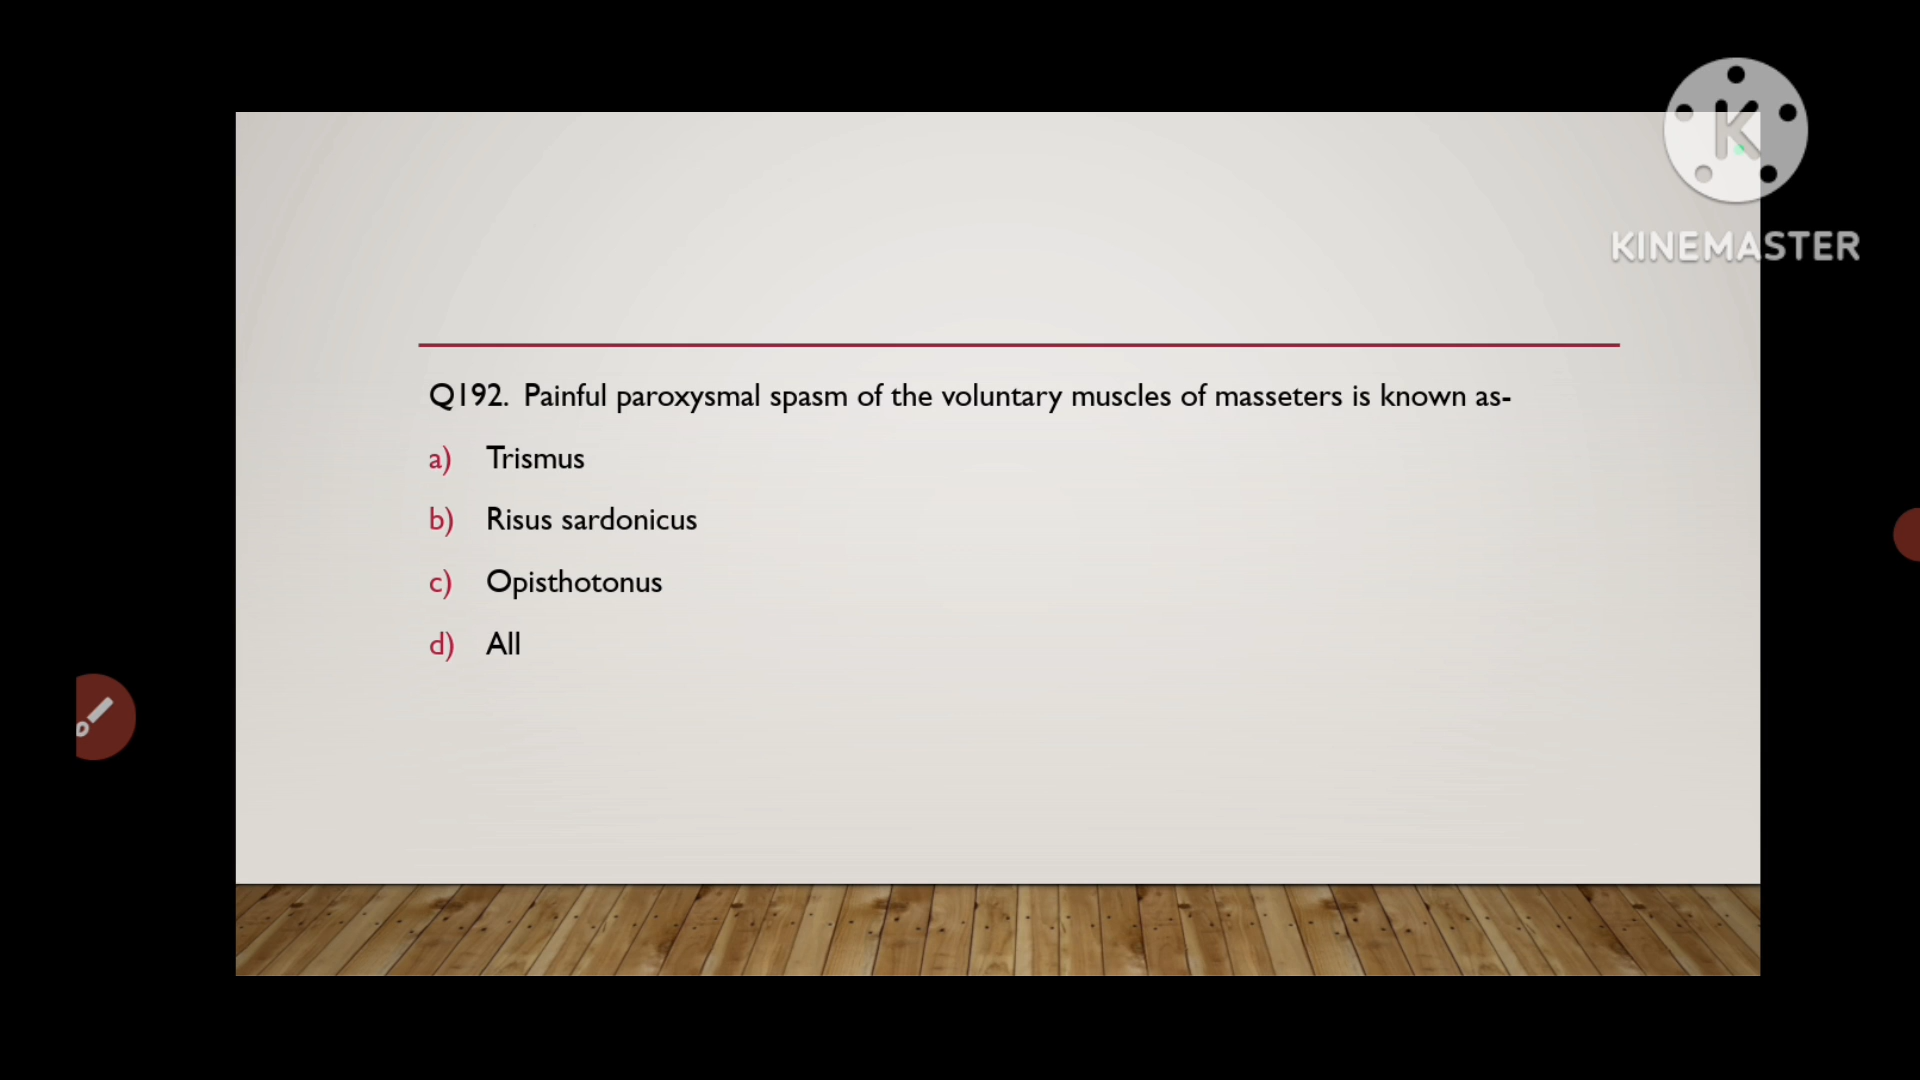 KINEMASTER
Q192. Painful paroxysmal spasm of the voluntary muscles of masseters is known as-
a) Trismus
b) Risus sardonicus
c) Opisthotonus
d) All